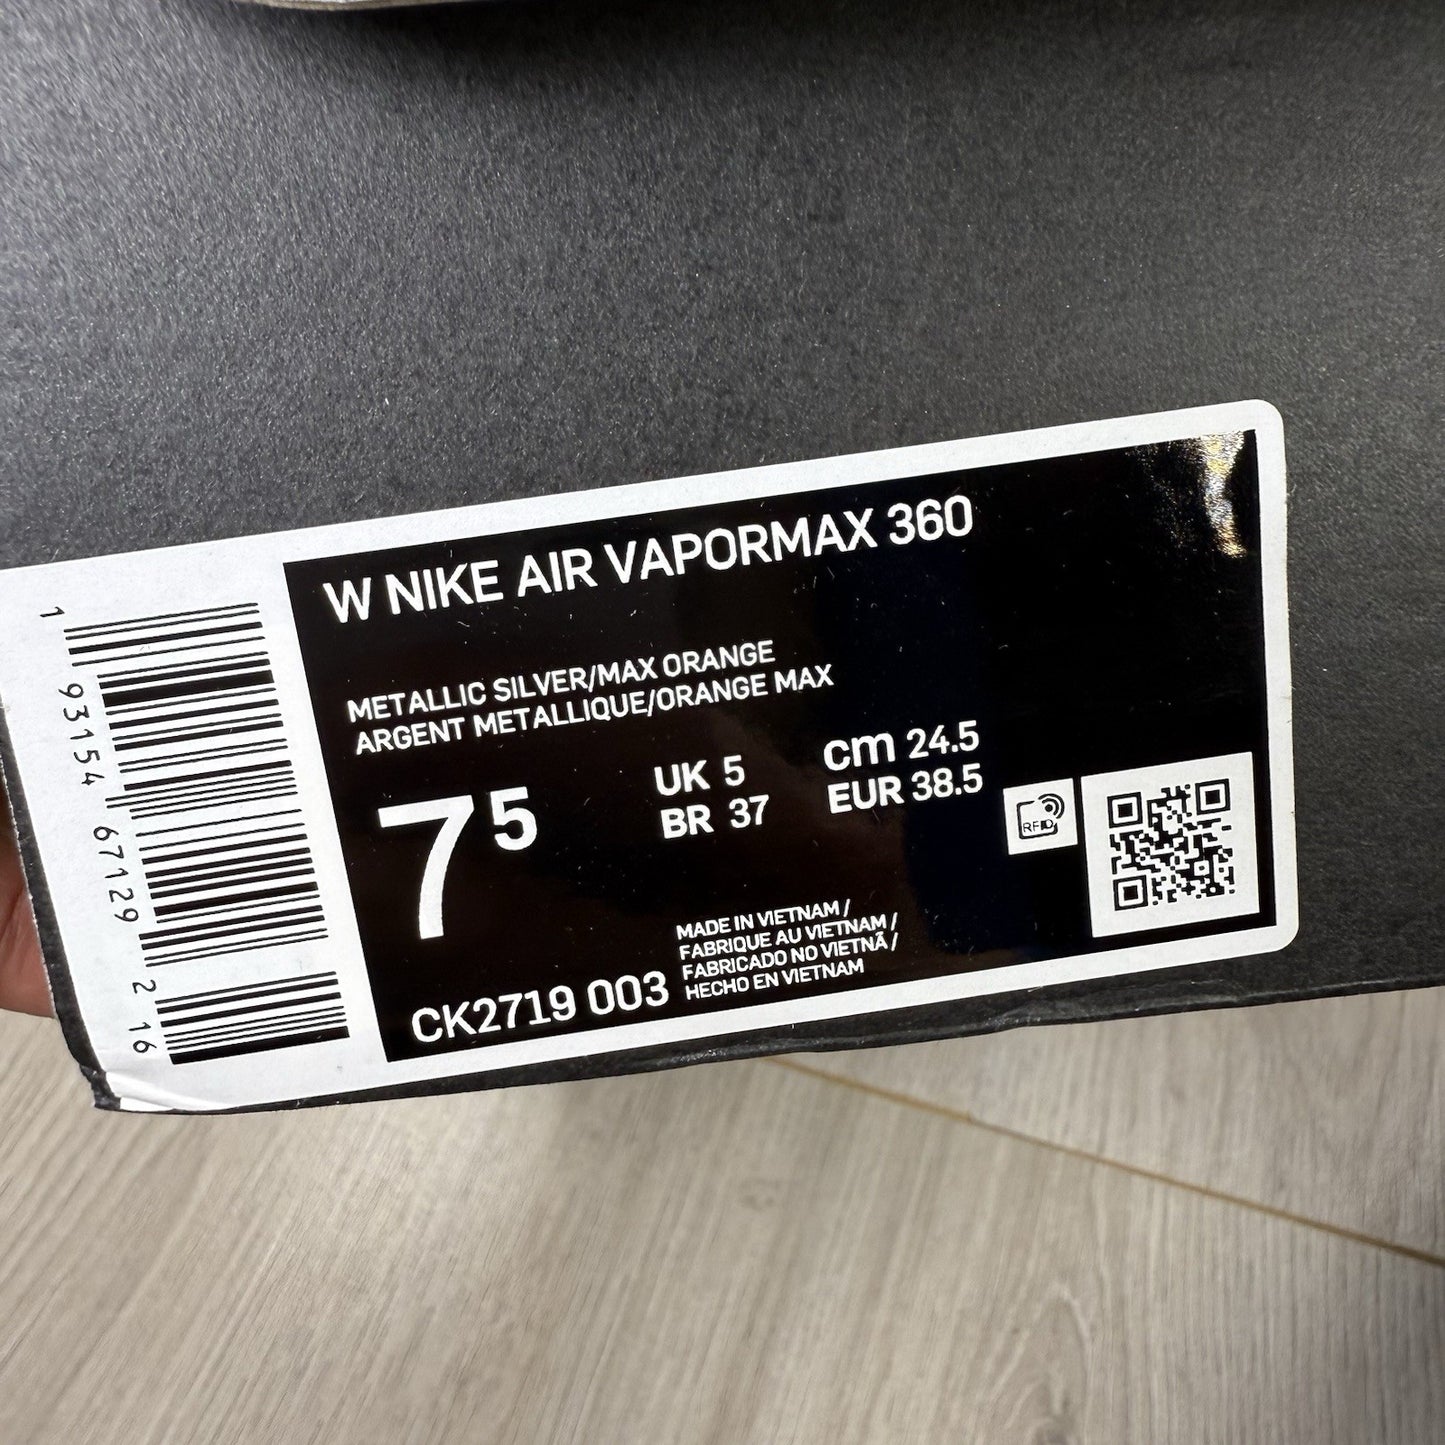 W NIKE AIR VAPORMAX 360
METALLIC SILVER/MAX ORANGE
ARGENT METALLIQUE/ORANGE MAX
7⁵
UK 5
BR 37
cm 24.5
EUR 38.5
RFID
MADE IN VIETNAM /
FABRIQUE AU VIETNAM /
FABRICADO NO VIETNÃ /
HECHO EN VIETNAM
CK2719 003
1 93154 67129 2 16